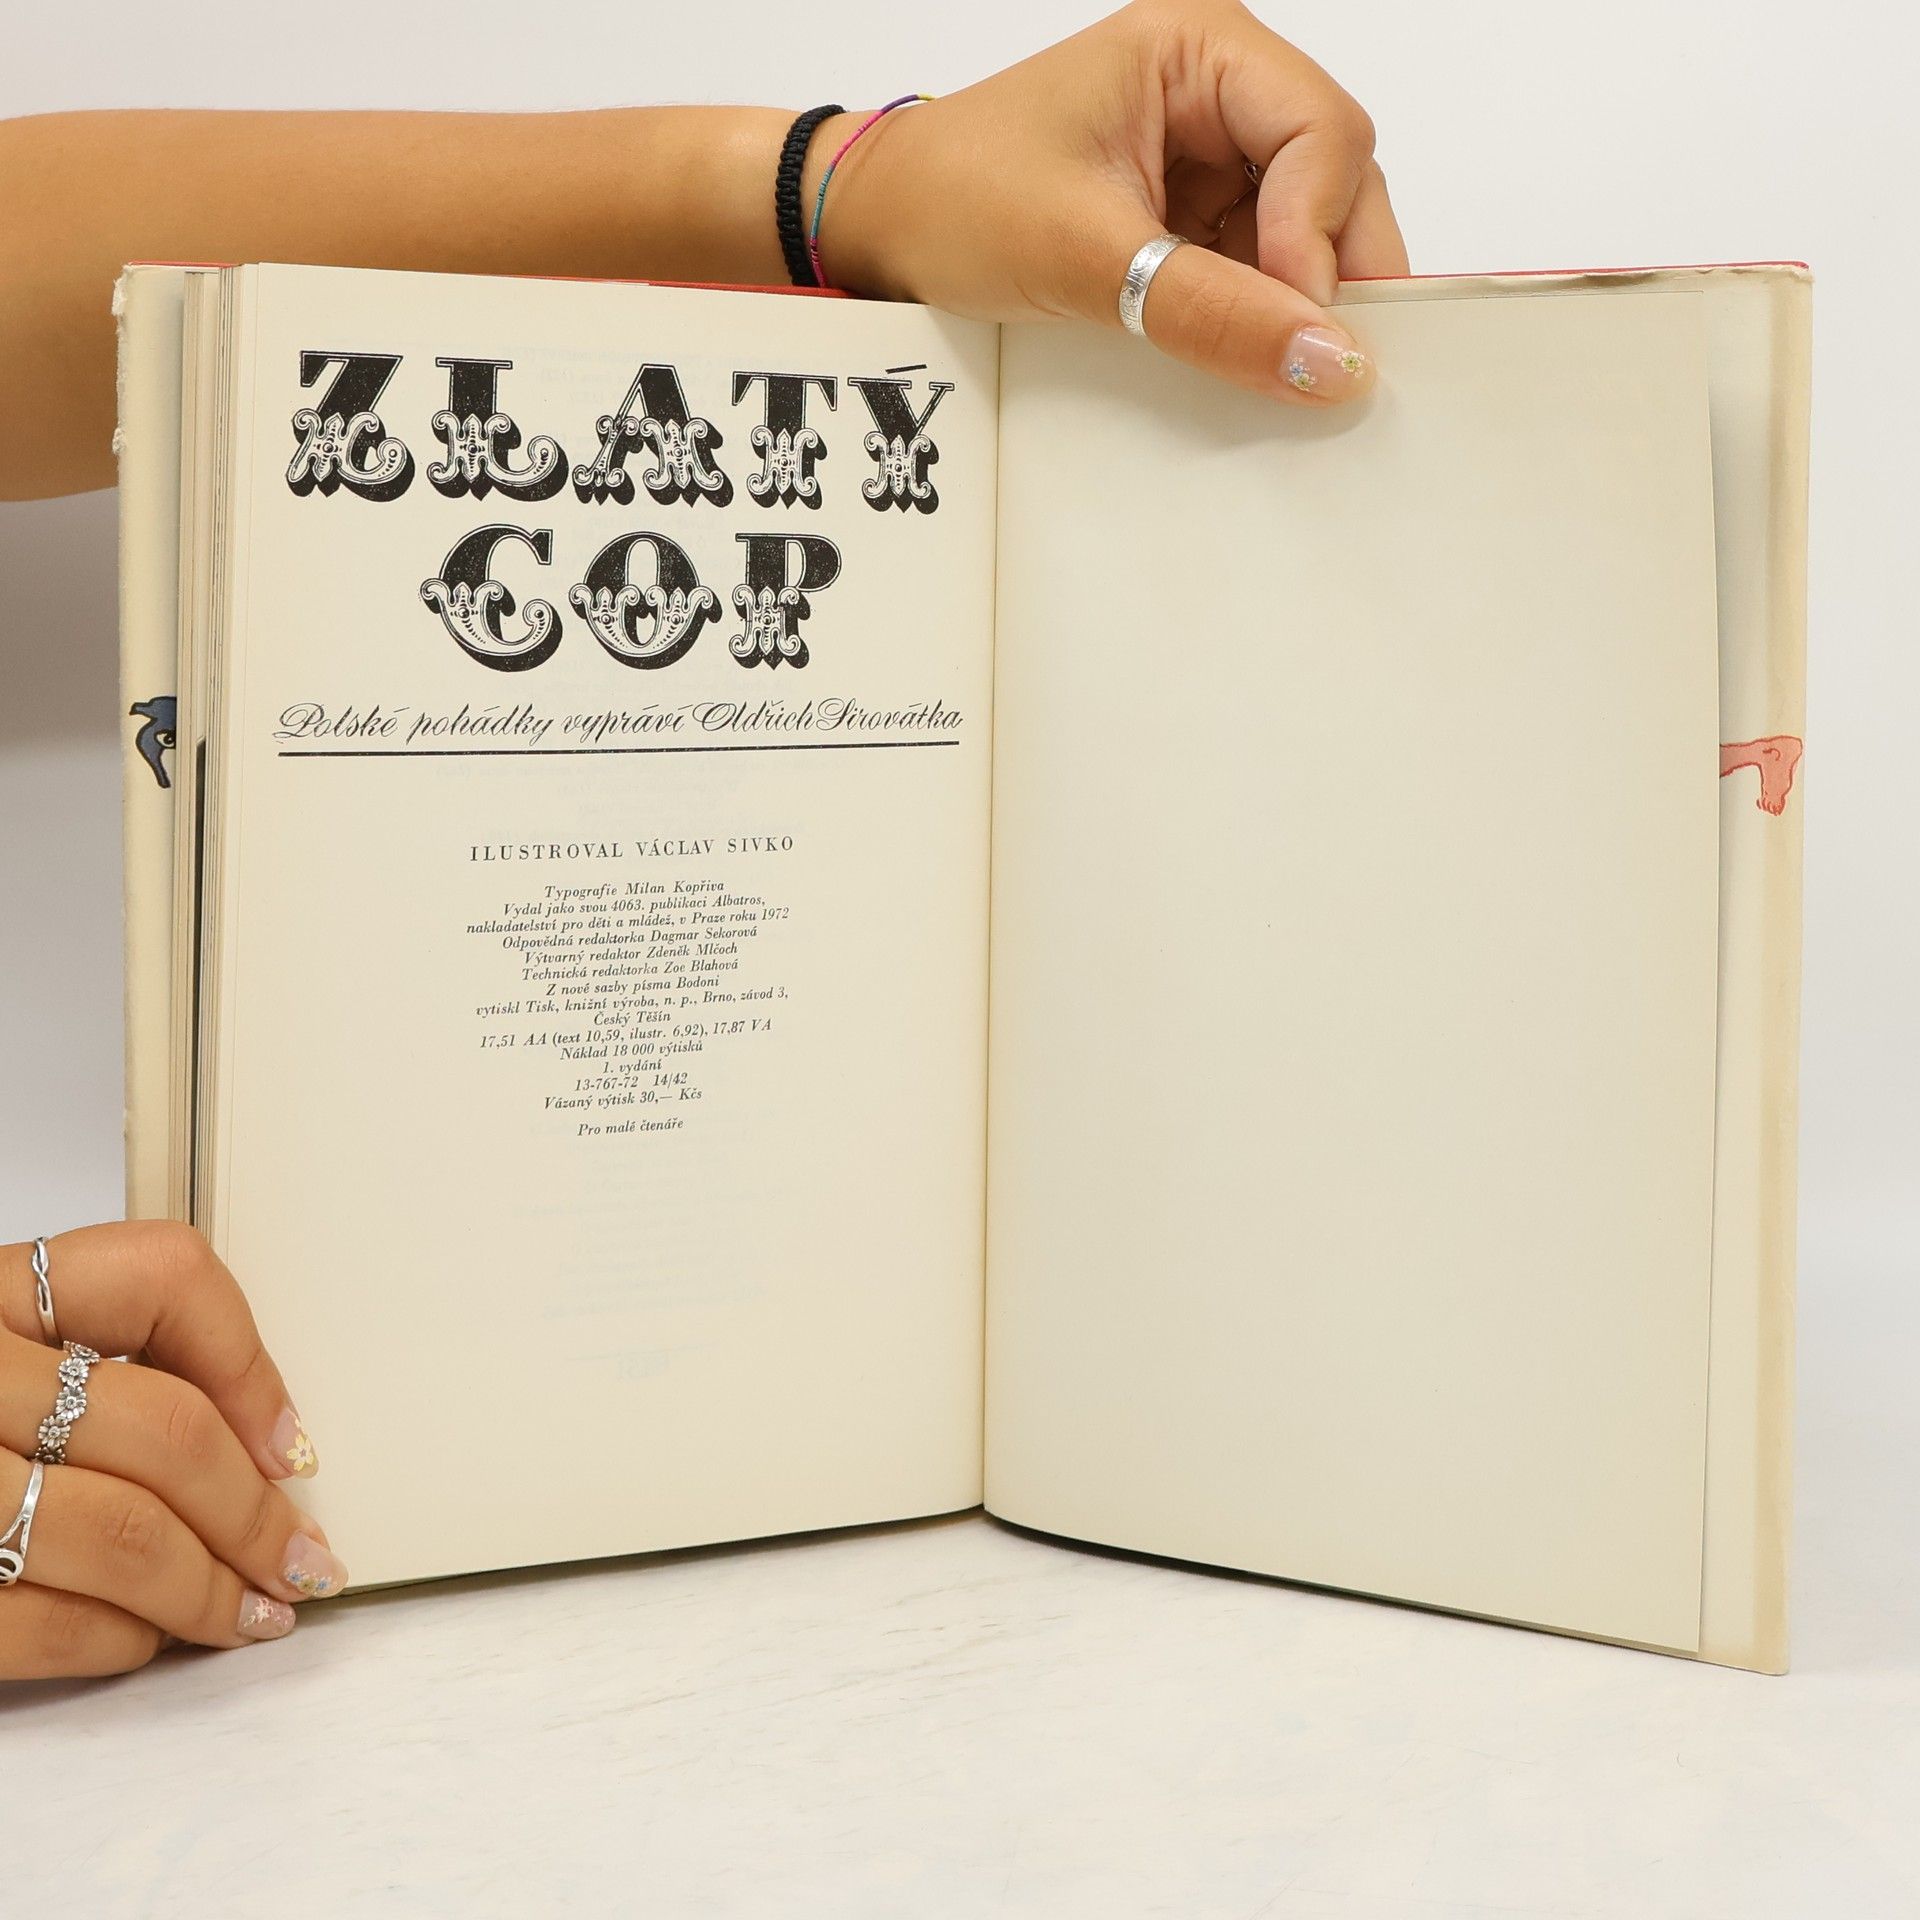 ZLATÝ
COP
Polské pohádky vypráví Oldřich Sirovátka
ILUSTROVAL VÁCLAV SIVKO
Typografie Milan Kopřiva
Vydal jako svou 4063. publikaci Albatros,
nakladatelství pro děti a mládež, v Praze roku 1972
Odpovědná redaktorka Dagmar Sekorová
Výtvarný redaktor Zdeněk Mlčoch
Technická redaktorka Zoe Blahová
Z nové sazby písma Bodoni
vytiskl Tisk, knižní výroba, n. p., Brno, závod 3,
Český Těšín
17,51 AA (text 10,59, ilustr. 6,92), 17,87 VA
Náklad 18 000 výtisků
1. vydání
13-767-72 14/42
Vázaný výtisk 30,— Kčs
Pro malé čtenáře